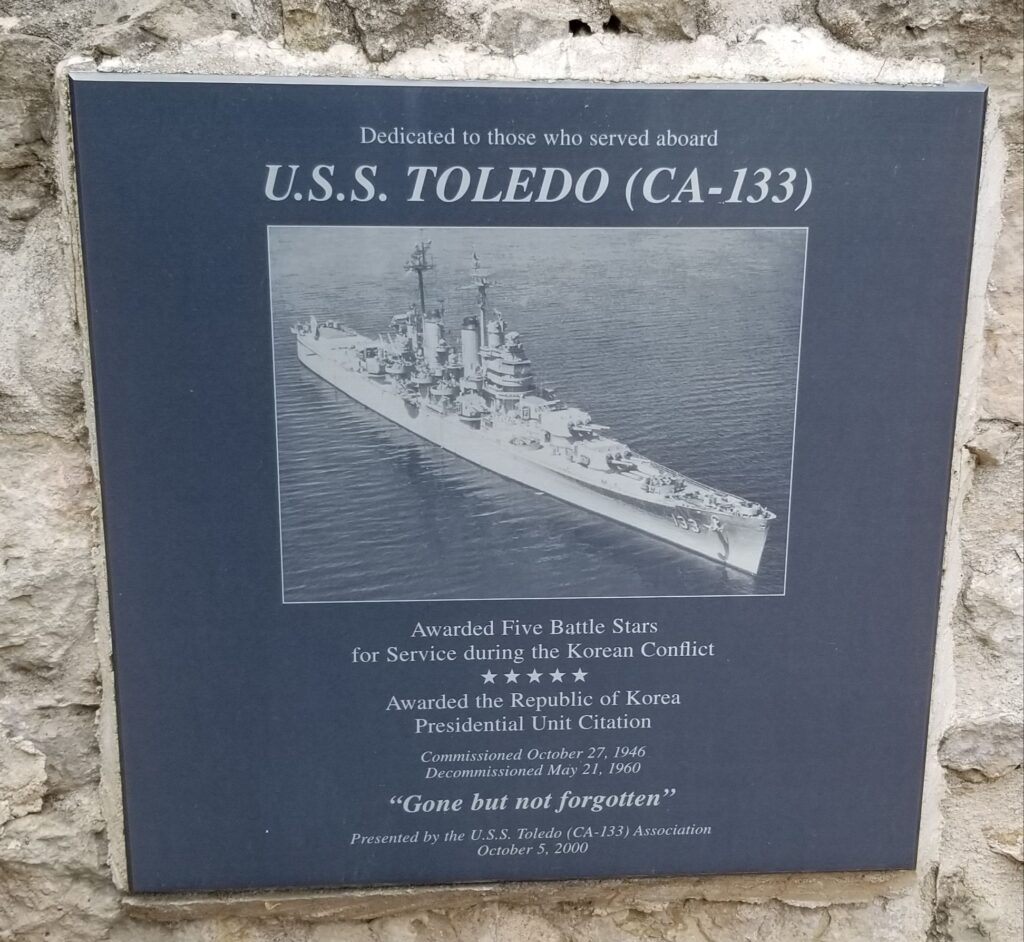 Dedicated to those who served aboard
U.S.S. TOLEDO (CA-133)
133
Awarded Five Battle Stars
for Service during the Korean Conflict
★★★★★
Awarded the Republic of Korea
Presidential Unit Citation
Commissioned October 27, 1946
Decommissioned May 21, 1960
“Gone but not forgotten”
Presented by the U.S.S. Toledo (CA-133) Association
October 5, 2000